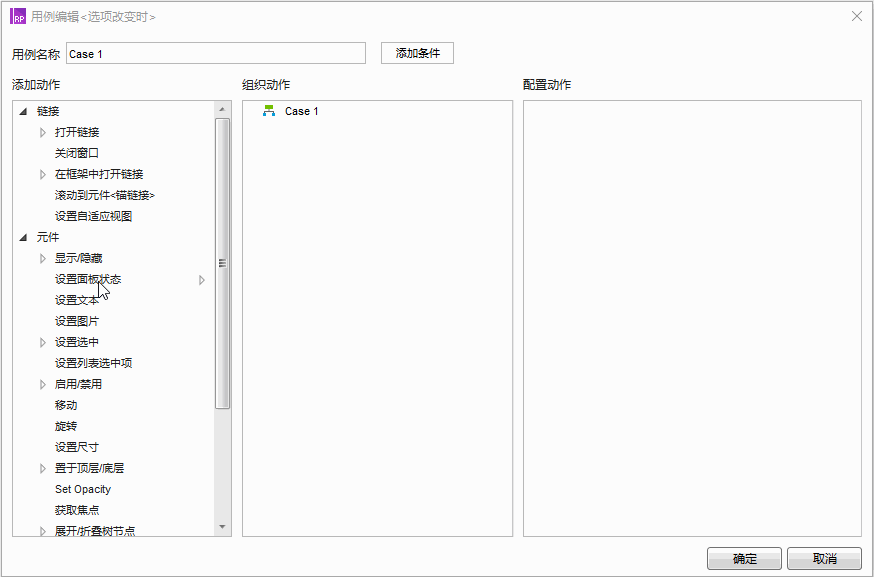 RP 用例编辑<选项改变时>
用例名称 Case 1 添加条件
添加动作 组织动作 配置动作
链接 Case 1
打开链接
关闭窗口
在框架中打开链接
滚动到元件<锚链接>
设置自适应视图
元件
显示/隐藏
设置面板状态
设置文本
设置图片
设置选中
设置列表选中项
启用/禁用
移动
旋转
设置尺寸
置于顶层/底层
Set Opacity
获取焦点
展开/折叠树节点
确定 取消